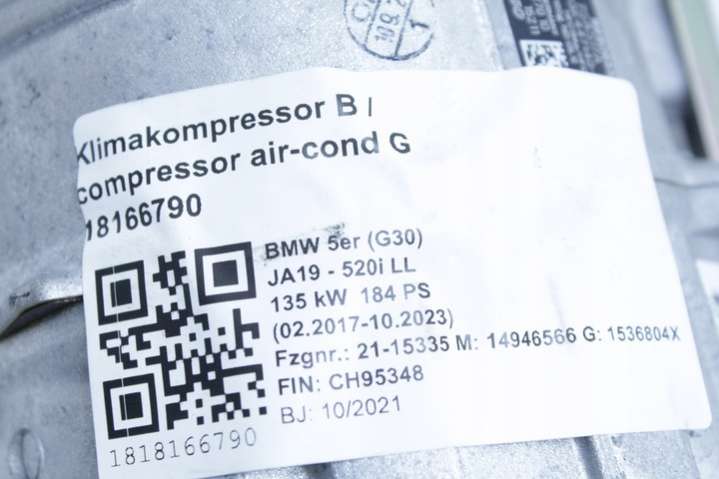 Klimakompressor B /
compressor air-cond G
18166790
BMW 5er (G30)
JA19 - 520i LL
135 kW 184 PS
(02.2017-10.2023)
Fzgnr.: 21-15335 M: 14946566 G: 1536804X
FIN: CH95348
BJ: 10/2021
1818166790